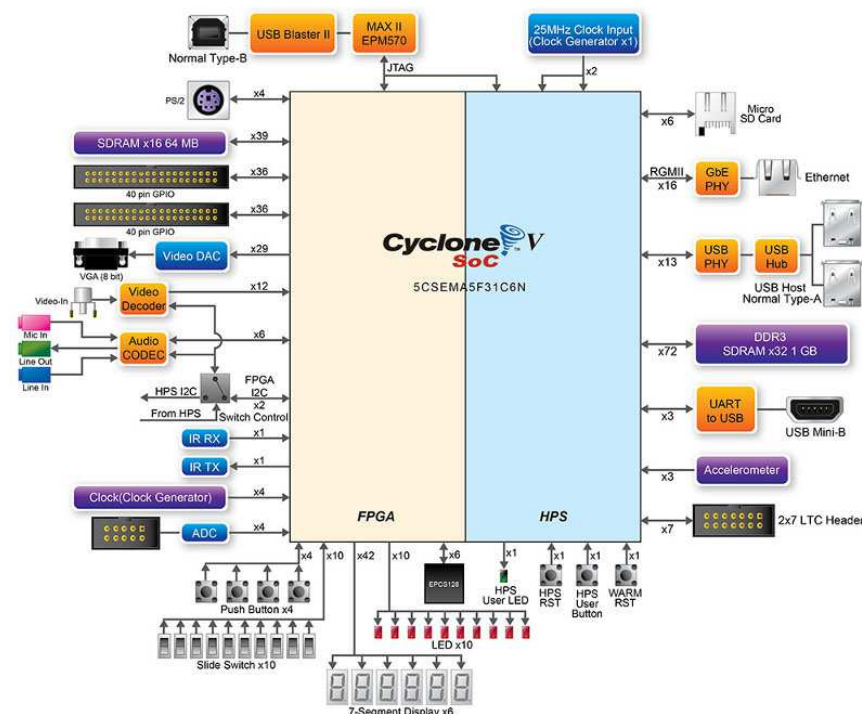 Normal Type-B
USB Blaster II
MAX II
EPM570
JTAG
25MHz Clock Input
(Clock Generator x1)
x2
PS/2
x4
SDRAM x16 64 MB
x39
x36
40 pin GPIO
x36
40 pin GPIO
VGA (8 bit)
Video DAC
x29
Video-In
Video
Decoder
x12
Mic In
Line Out
Line In
Audio
CODEC
x6
HPS I2C
From HPS
FPGA
I2C
x2
Switch Control
IR RX
x1
IR TX
x1
Clock(Clock Generator)
x4
ADC
x4
Cyclone V
SoC
TM
5CSEMA5F31C6N
FPGA
HPS
x6
Micro
SD Card
RGMII
x16
GbE
PHY
Ethernet
x13
USB
PHY
USB
Hub
USB Host
Normal Type-A
x72
DDR3
SDRAM x32 1 GB
x3
UART
to USB
USB Mini-B
x3
Accelerometer
x7
2x7 LTC Header
x4
x10
x42
x10
x6
x1
x1
x1
x1
Push Button x4
Slide Switch x10
7-Segment Display x6
LED x10
EPCS128
HPS
User LED
HPS
RST
HPS
User
Button
WARM
RST